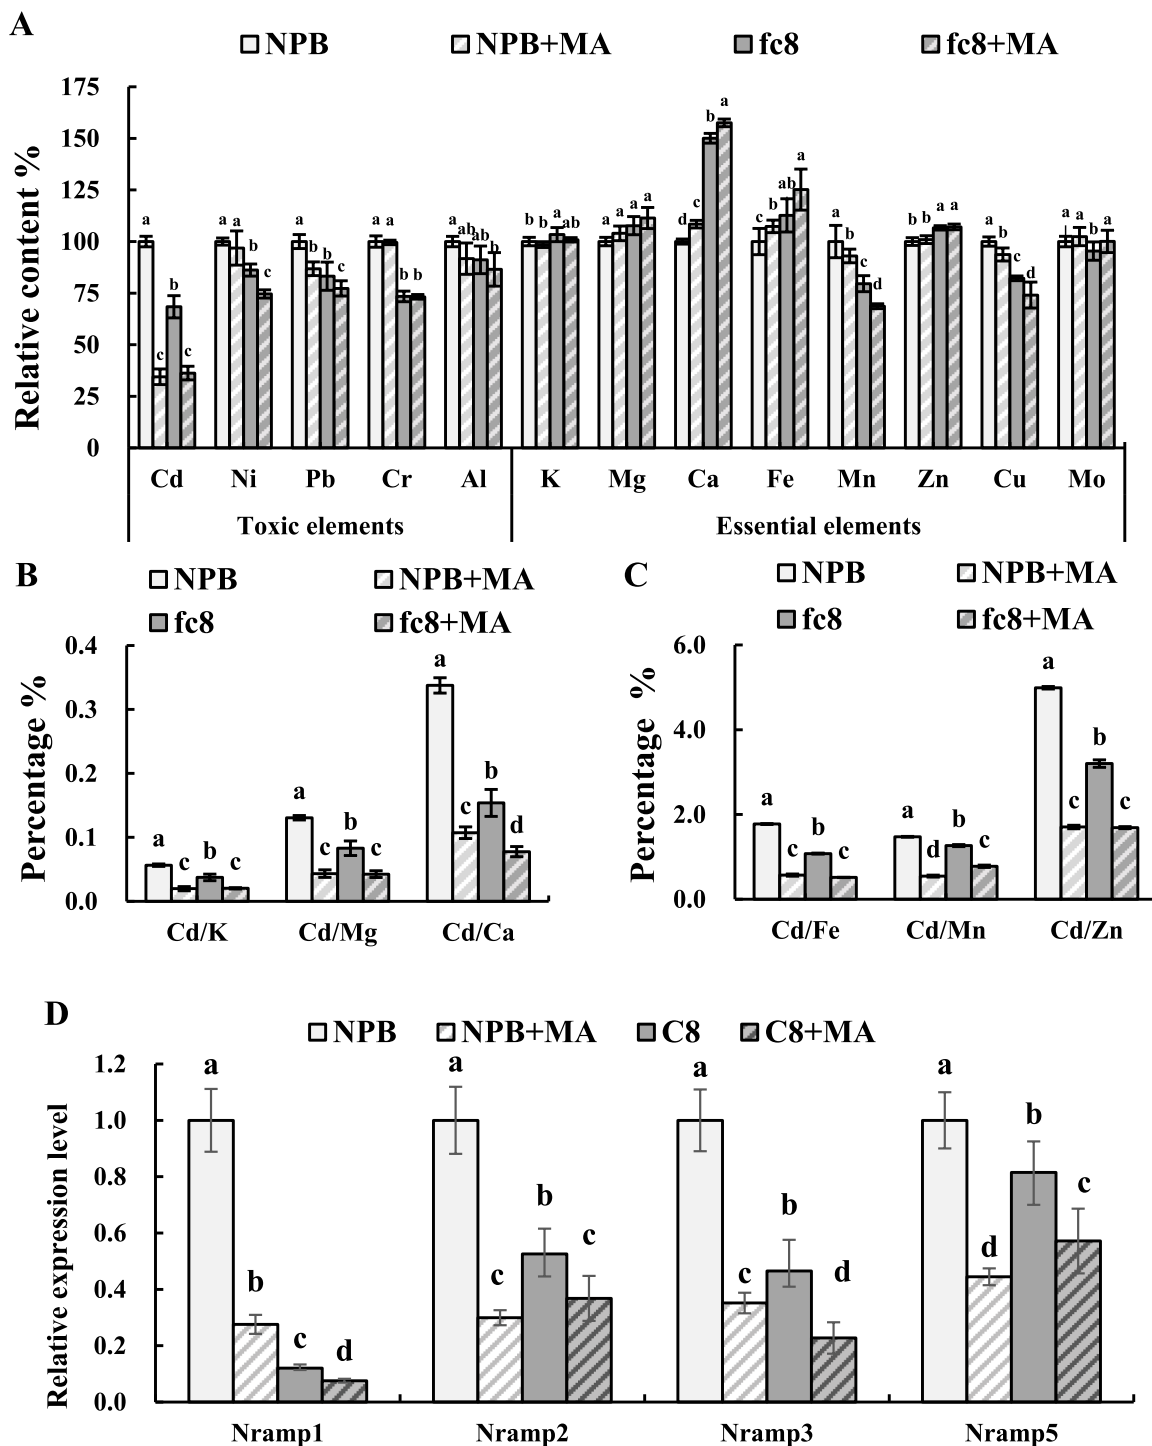 A
NPB NPB+MA fc8 fc8+MA
Relative content %
175
150
125
100
75
50
25
0
a c b c a a b c a b b c a a b b a ab ab b b b a ab a a a a d c b a c b ab a a b c d b b a a a b c d a a b a
Cd Ni Pb Cr Al K Mg Ca Fe Mn Zn Cu Mo
Toxic elements Essential elements
B
NPB NPB+MA
fc8 fc8+MA
Percentage %
0.4
0.3
0.2
0.1
0.0
a c b c a c b c a c b d
Cd/K Cd/Mg Cd/Ca
C
NPB NPB+MA
fc8 fc8+MA
Percentage %
6.0
4.0
2.0
0.0
a c b c a d b c a c b c
Cd/Fe Cd/Mn Cd/Zn
D
NPB NPB+MA C8 C8+MA
Relative expression level
1.2
1.0
0.8
0.6
0.4
0.2
0.0
a b c d a c b c a c b d a d b c
Nramp1 Nramp2 Nramp3 Nramp5